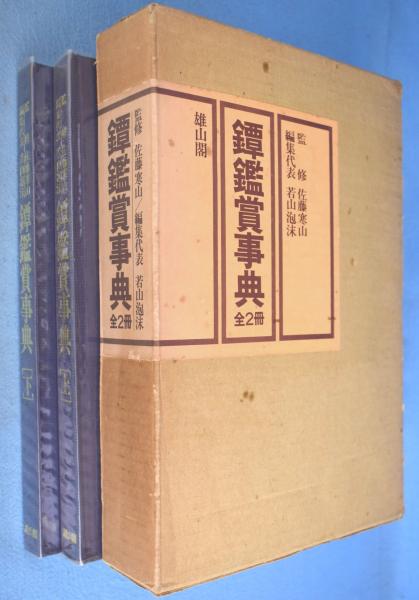 監修 佐藤寒山
編集代表 若山泡沫
鐔鑑賞事典
全2冊
雄山閣
監修 佐藤寒山/編集代表 若山泡沫
鐔鑑賞事典
全2冊
鐔鑑賞事典〔上〕
鐔鑑賞事典〔下〕